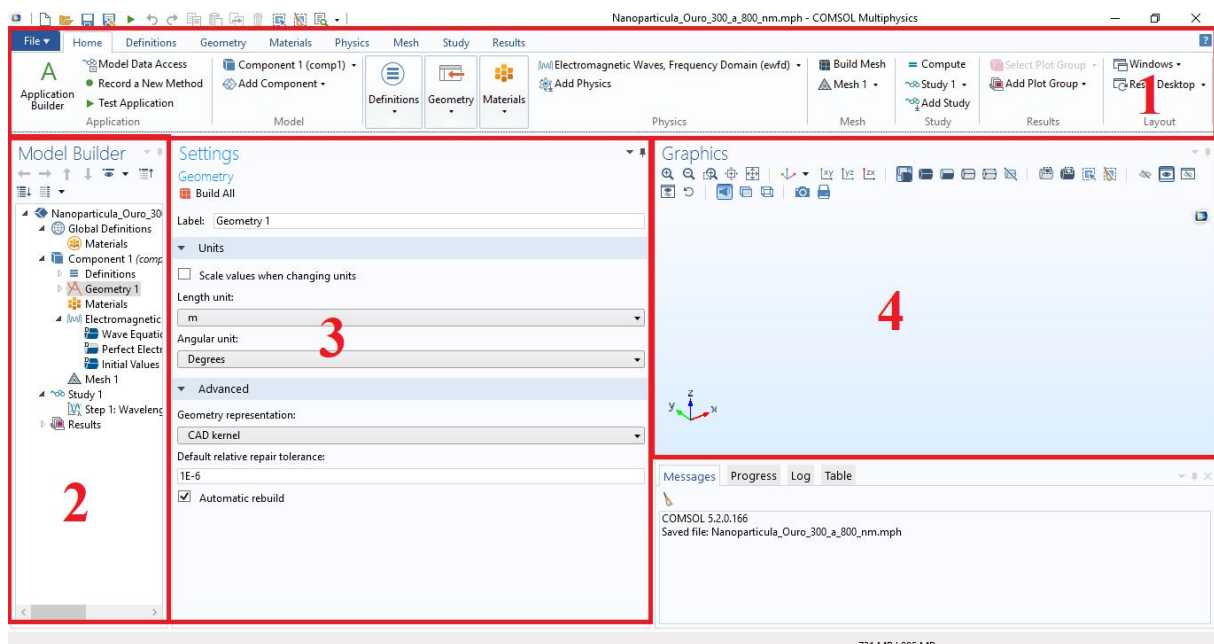 Nanoparticula_Ouro_300_a_800_nm.mph - COMSOL Multiphysics
File Home Definitions Geometry Materials Physics Mesh Study Results
A Model Data Access Component 1 (comp1) Electromagnetic Waves, Frequency Domain (ewfd) Build Mesh = Compute Select Plot Group Windows
Application Builder Record a New Method Add Component Definitions Geometry Materials Add Physics Mesh 1 Study 1 Add Plot Group Desktop
Test Application Add Study
1
Application Model Physics Mesh Study Results Layout
Model Builder
Nanoparticula_Ouro_30
Global Definitions
Materials
Component 1 (comp
Definitions
Geometry 1
Materials
Electromagnetic
Wave Equatio
Perfect Electr
Initial Values
Mesh 1
Study 1
Step 1: Waveleng
Results
2
Settings
Geometry
Build All
Label: Geometry 1
Units
Scale values when changing units
Length unit:
m
Angular unit:
Degrees
3
Advanced
Geometry representation:
CAD kernel
Default relative repair tolerance:
1E-6
Automatic rebuild
Graphics
xy yz zx
4
z
y x
Messages Progress Log Table
COMSOL 5.2.0.166
Saved file: Nanoparticula_Ouro_300_a_800_nm.mph